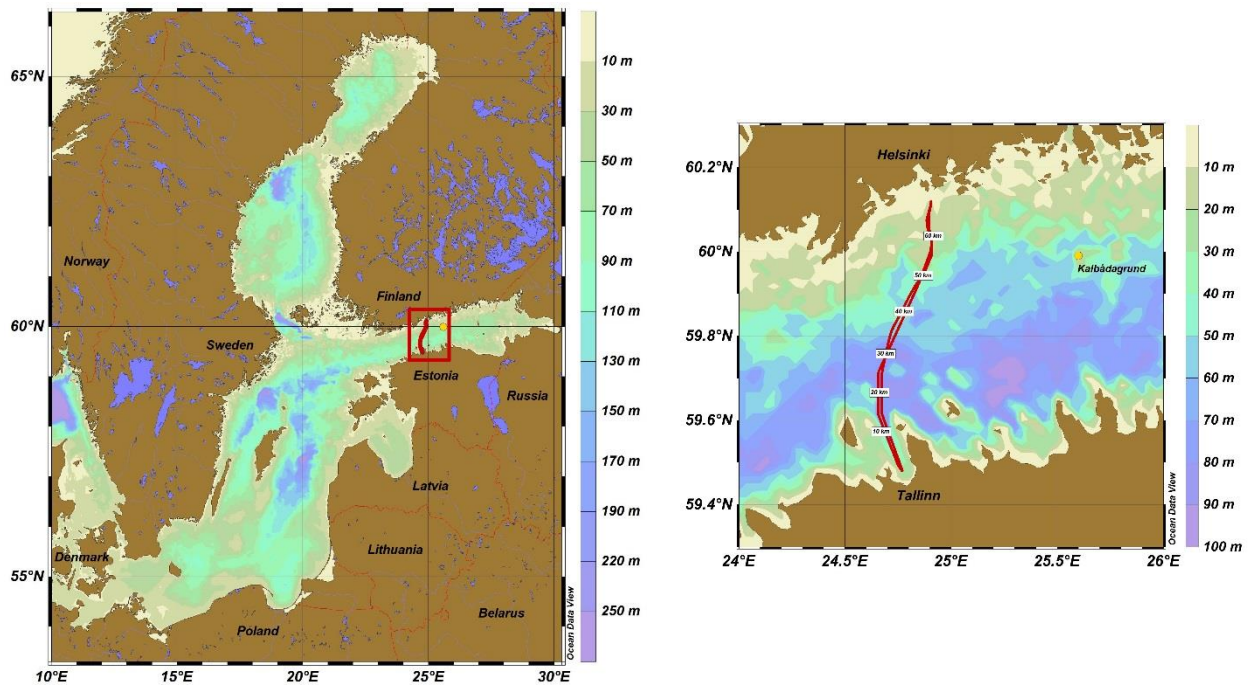 65°N
60°N
55°N
10°E
15°E
20°E
25°E
30°E
Norway
Finland
Sweden
Estonia
Russia
Latvia
Lithuania
Denmark
Belarus
Poland
Ocean Data View
10 m
30 m
50 m
70 m
90 m
110 m
130 m
150 m
170 m
190 m
220 m
250 m
60.2°N
60°N
59.8°N
59.6°N
59.4°N
24°E
24.5°E
25°E
25.5°E
26°E
Helsinki
60 km
50 km
40 km
30 km
20 km
10 km
Kalbådagrund
Tallinn
Ocean Data View
10 m
20 m
30 m
40 m
50 m
60 m
70 m
80 m
90 m
100 m